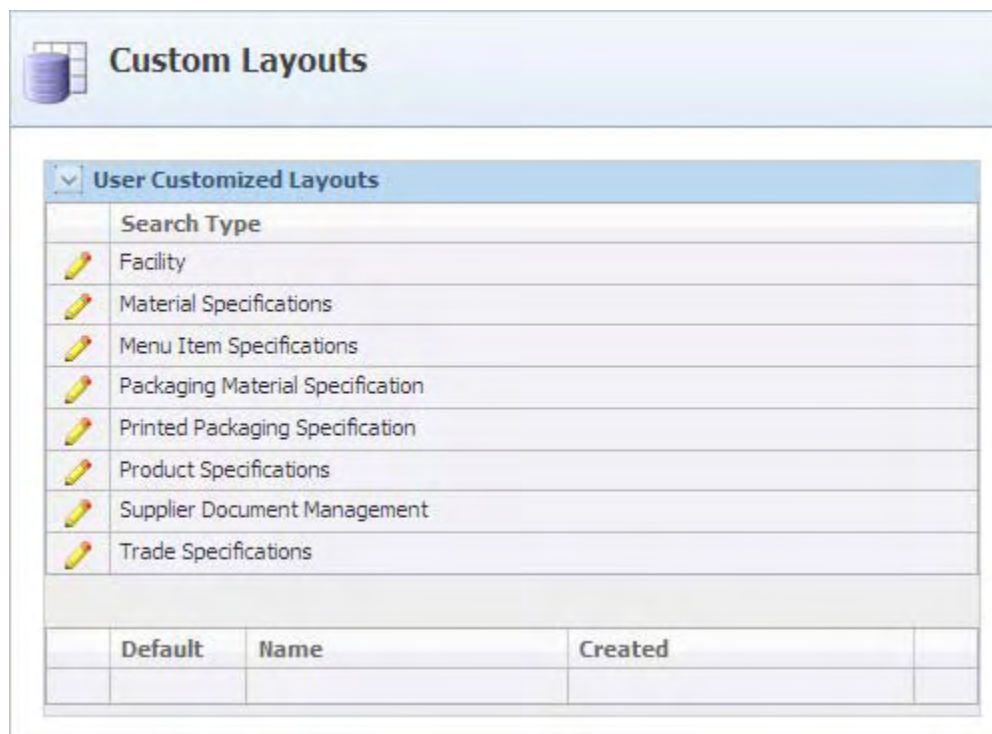 Custom Layouts
User Customized Layouts
Search Type
Facility
Material Specifications
Menu Item Specifications
Packaging Material Specification
Printed Packaging Specification
Product Specifications
Supplier Document Management
Trade Specifications
Default Name Created